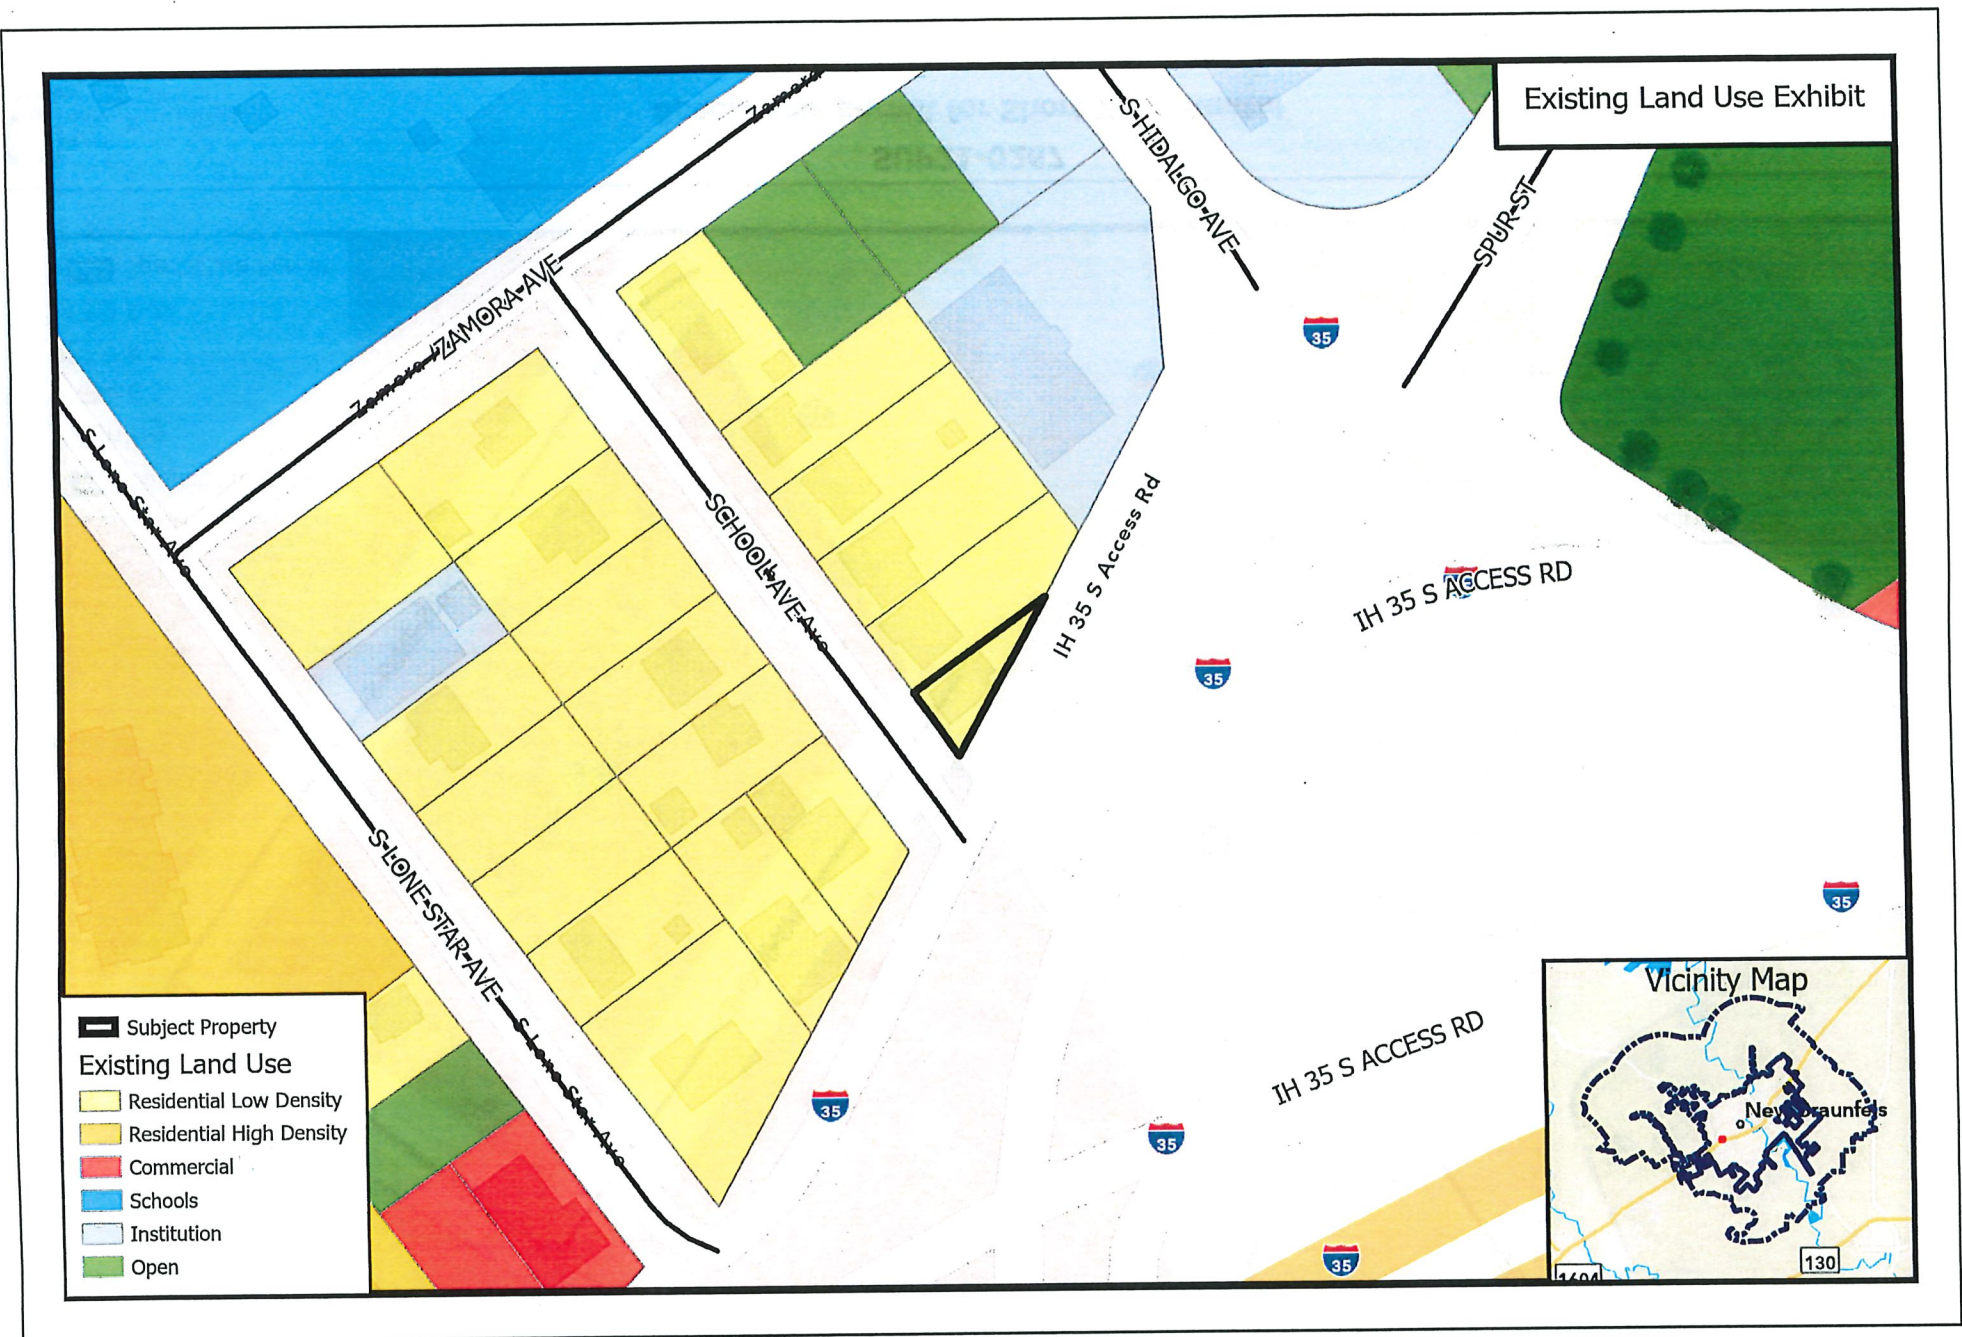 Existing Land Use Exhibit
Zamora
S-HIDALGO-AVE
SPUR-ST
ZAMORA-AVE
Zamora
35
S Lone Star Ave
SCHOOL-AVE
Ave
IH 35 S Access Rd
IH 35 S ACCESS RD
35
35
S-LONE-STAR-AVE
S Lone Star Ave
IH 35 S ACCESS RD
35
35
35
Subject Property
Existing Land Use
Residential Low Density
Residential High Density
Commercial
Schools
Institution
Open
Vicinity Map
New Braunfels
130
1604